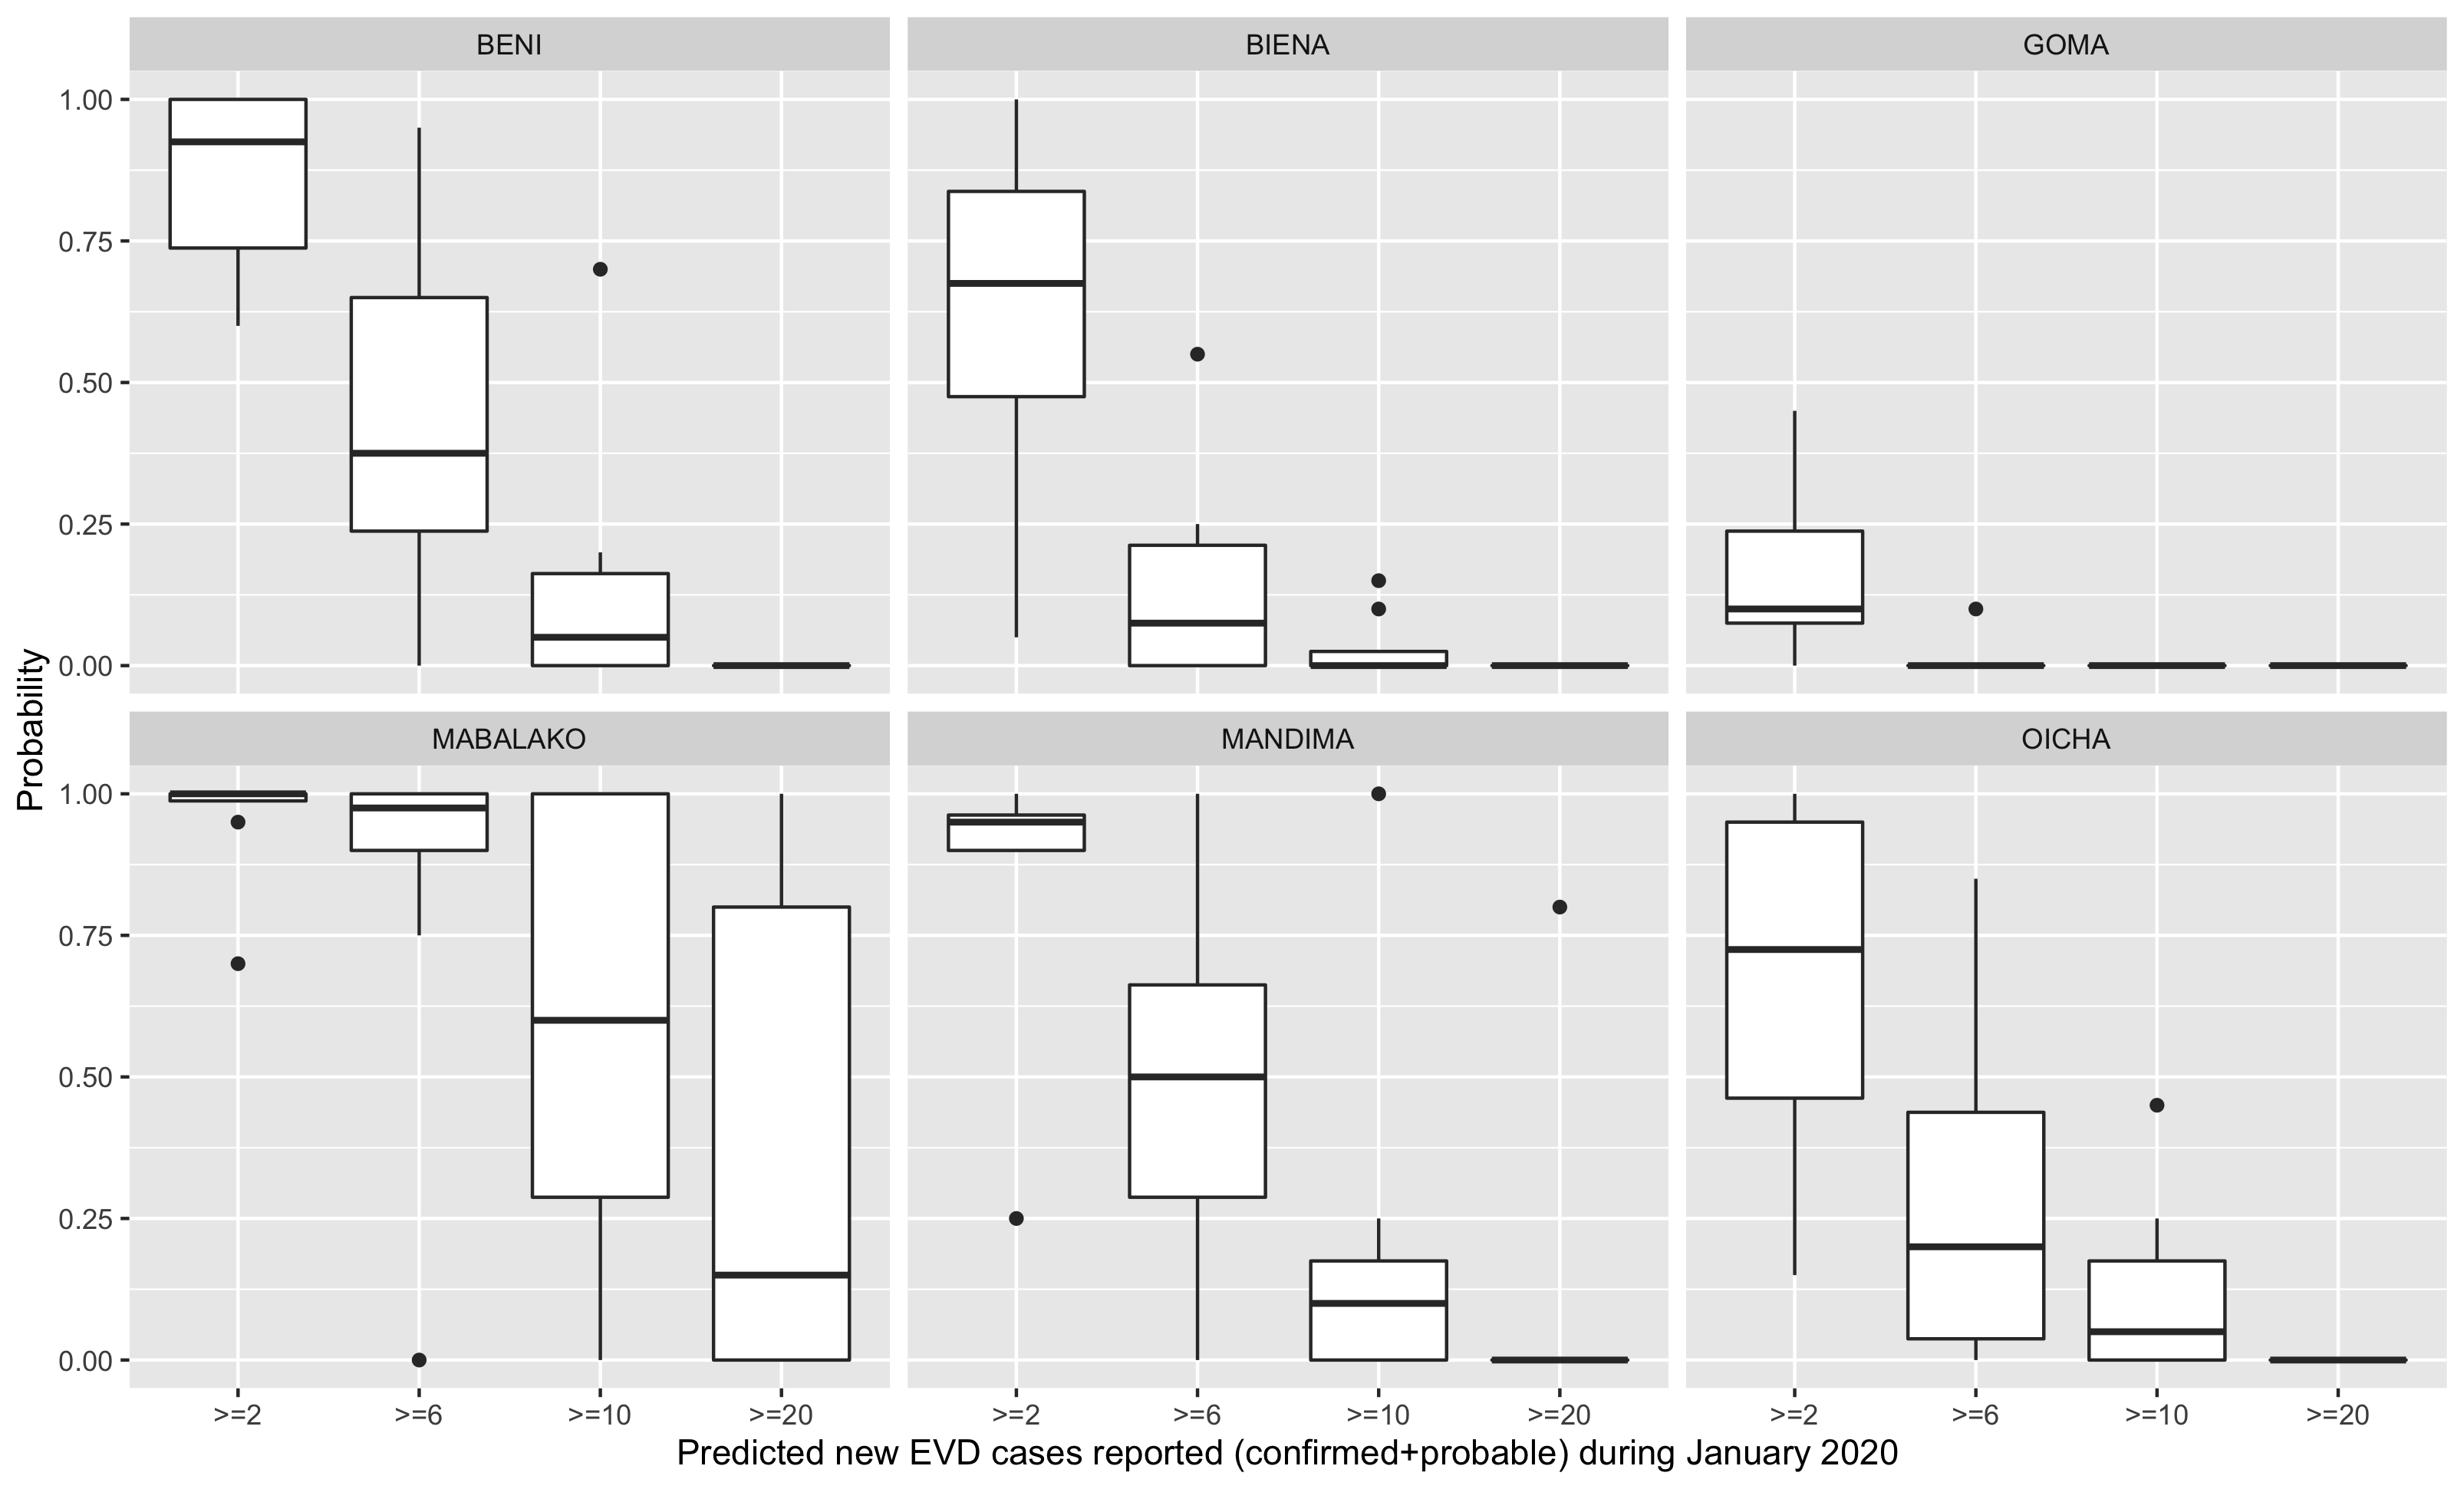 BENI BIENA GOMA
1.00
0.75
0.50
0.25
0.00
Probability
MABALAKO MANDIMA OICHA
1.00
0.75
0.50
0.25
0.00
>=2 >=6 >=10 >=20 >=2 >=6 >=10 >=20 >=2 >=6 >=10 >=20
Predicted new EVD cases reported (confirmed+probable) during January 2020